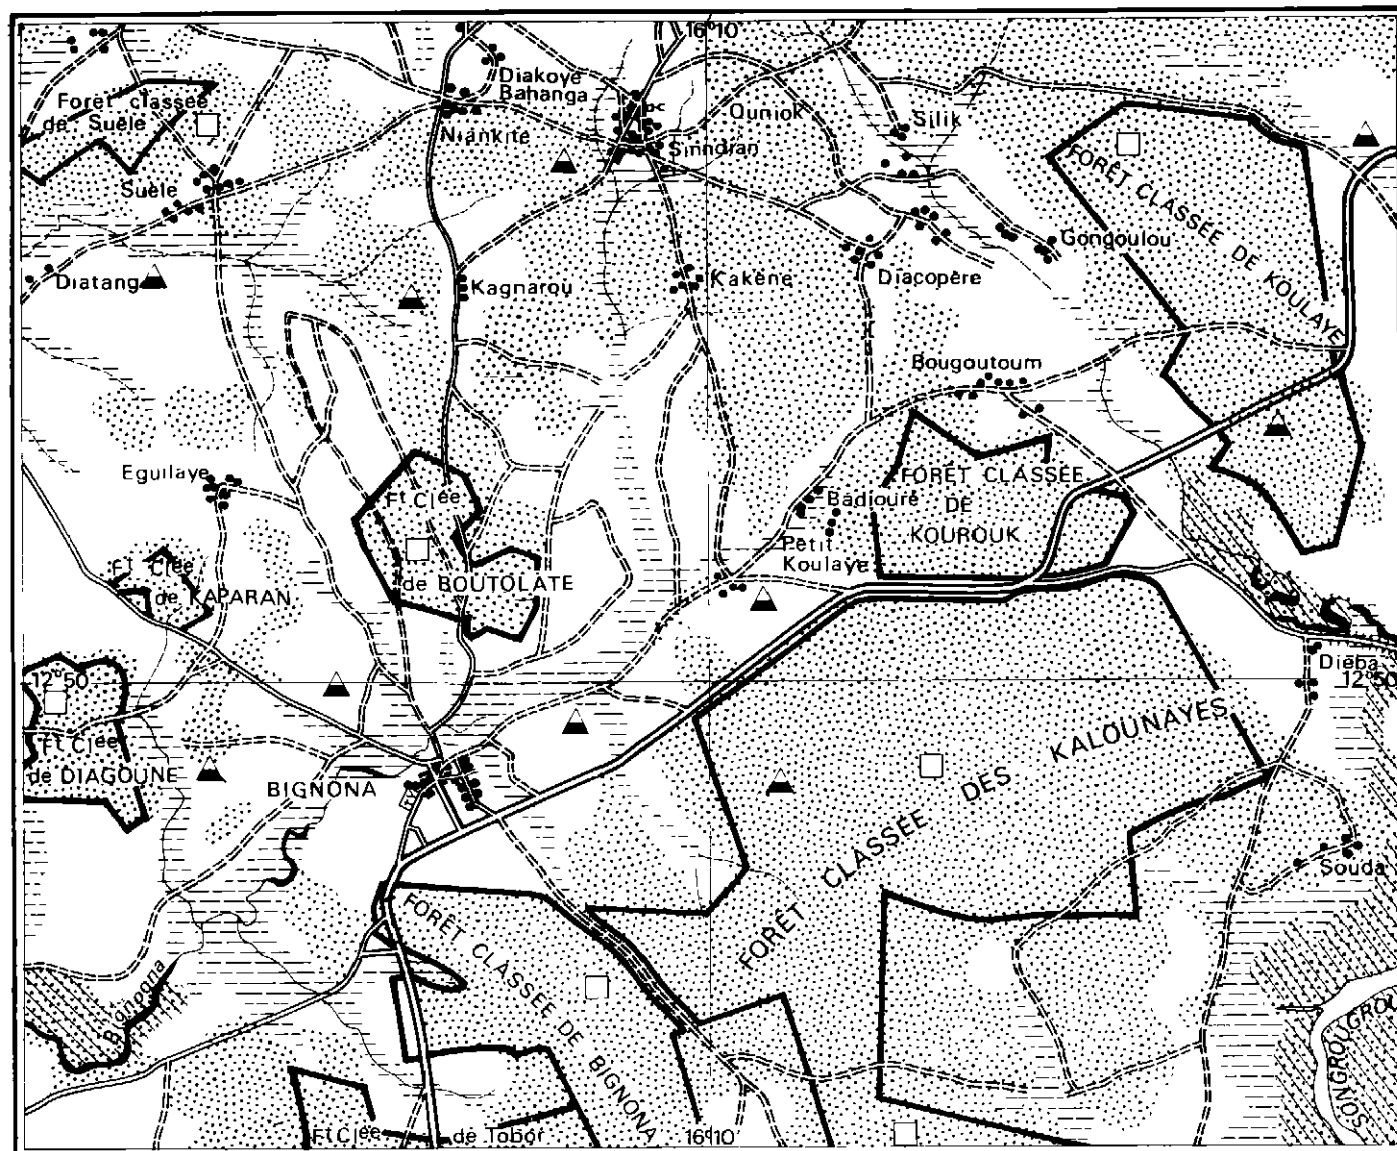 16°10
Diakoye
Bahanga
Forêt classée
de Suèle
Niankite
Ouniok
Silik
Sinndian
Suèle
FORÊT CLASSÉE DE KOULAYE
Gongoulou
Diatang
Kagnarou
Kakène
Diacopère
Bougoutoum
Eguilaye
Ft Clée
de BOUTOLATE
Badiouré
FORÊT CLASSÉE
DE
KOUROUK
Petit
Koulaye
Ft Clée
de KAPARAN
Dieba
12°50
12°50
Ft Clée
de DIAGOUNE
BIGNONA
FORÊT CLASSÉE DES KALOUNAYES
Souda
FORÊT CLASSÉE DE BIGNONA
Bignona
SONGROUGROU
Ft Clée de Tobor
16°10